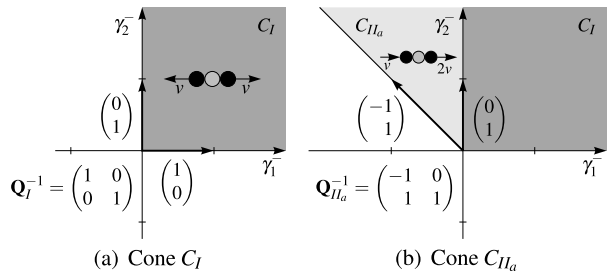 γ₂⁻ C_I
v v
(0 1)
(1 0)
γ₁⁻
Q_I⁻¹ = (1 0 0 1)
(a) Cone C_I
γ₂⁻ C_IIₐ C_I
v 2v
(−1 1)
(0 1)
γ₁⁻
Q_IIₐ⁻¹ = (−1 0 1 1)
(b) Cone C_IIₐ